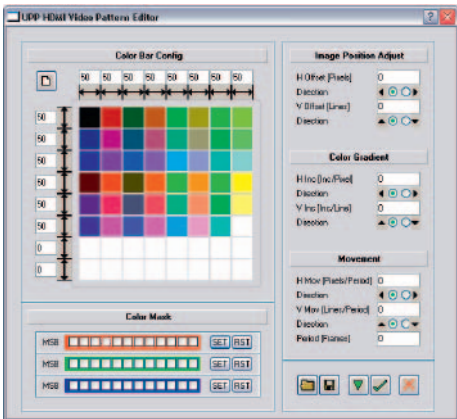 UPP HDMI Video Pattern Editor
Color Bar Config
50 50 50 50 50 50 50 50
50
50
50
50
50
50
0
0
Color Mask
MSB SET RST
MSB SET RST
MSB SET RST
Image Position Adjust
H Offset [Pixels] 0
Direction
V Offset [Lines] 0
Direction
Color Gradient
H Inc [Inc/Pixel] 0
Direction
V Inc [Inc/Line] 0
Direction
Movement
H Mov [Pixels/Period] 0
Direction
V Mov [Lines/Period] 0
Direction
Period [Frames] 0